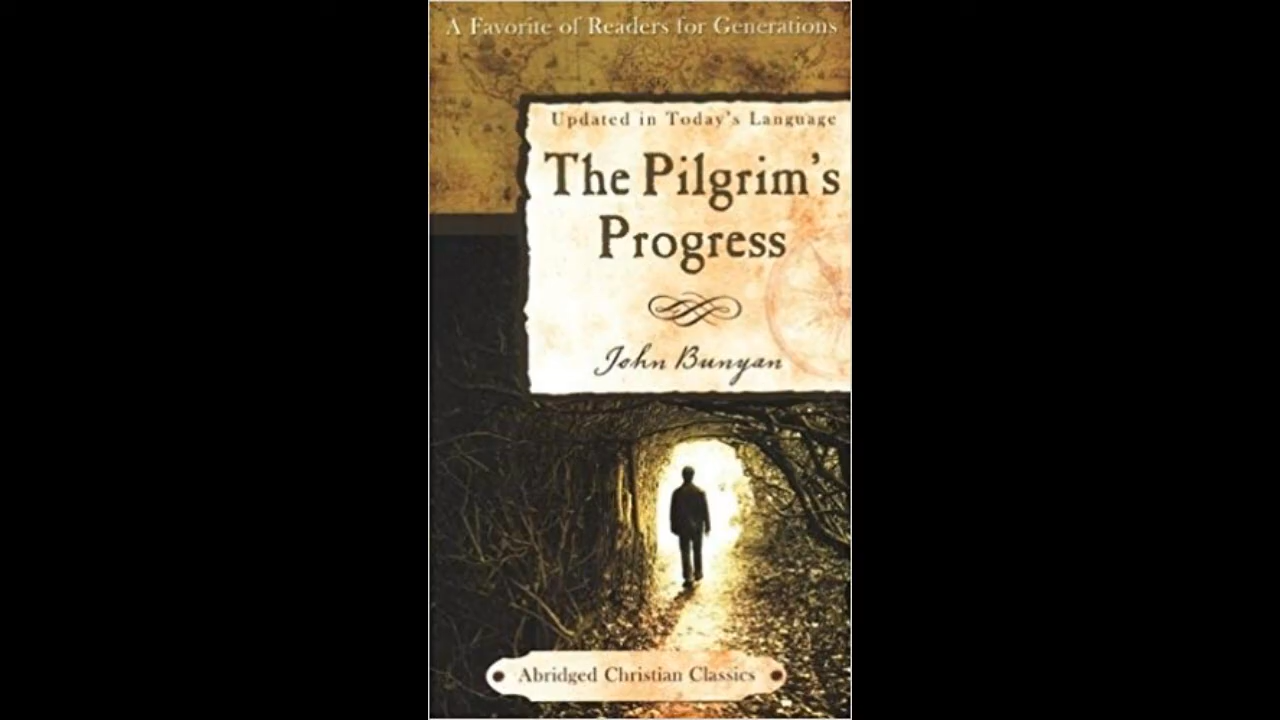 A Favorite of Readers for Generations
Updated in Today's Language
The Pilgrim's
Progress
John Bunyan
Abridged Christian Classics